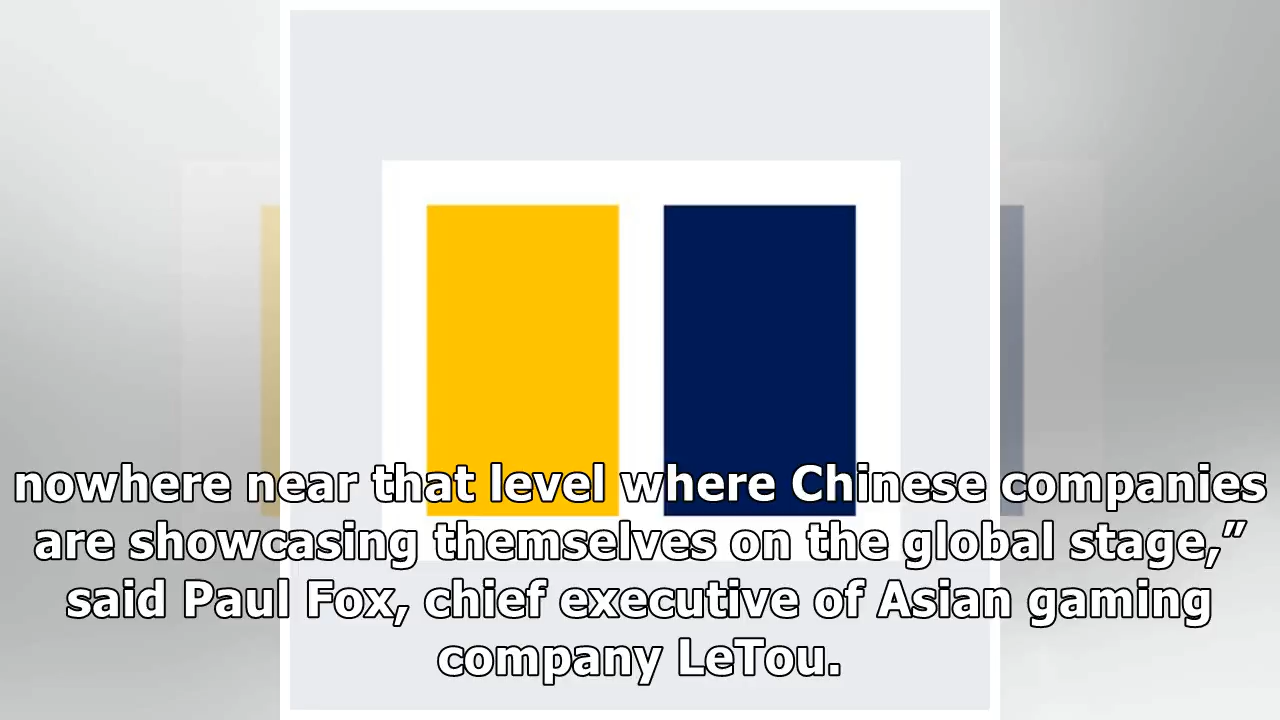 nowhere near that level where Chinese companies
are showcasing themselves on the global stage,”
said Paul Fox, chief executive of Asian gaming
company LeTou.